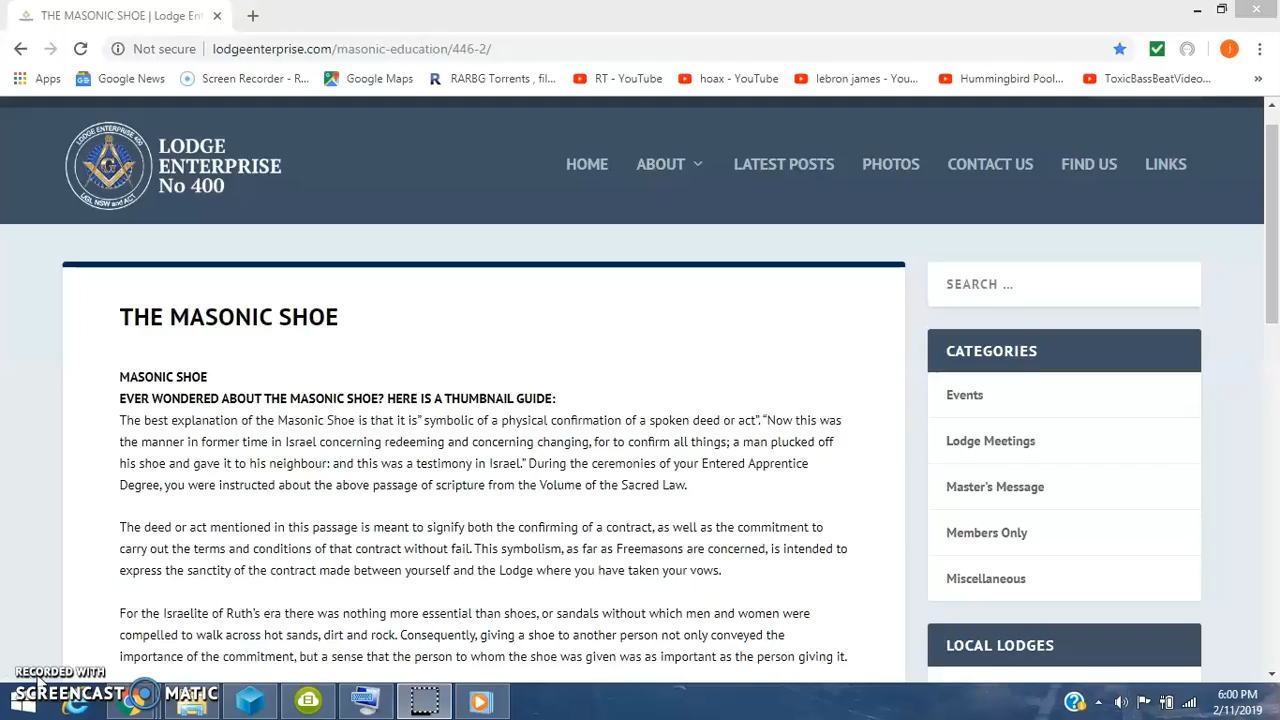 THE MASONIC SHOE | Lodge Ent
Not secure | lodgeenterprise.com/masonic-education/446-2/
Apps Google News Screen Recorder - R... Google Maps RARBG Torrents , fil... RT - YouTube hoax - YouTube lebron james - You... Hummingbird Pool... ToxicBassBeatVideo... »
LODGE ENTERPRISE 400
G
UGL NSW and ACT
LODGE
ENTERPRISE
No 400
HOME ABOUT LATEST POSTS PHOTOS CONTACT US FIND US LINKS
THE MASONIC SHOE
MASONIC SHOE
EVER WONDERED ABOUT THE MASONIC SHOE? HERE IS A THUMBNAIL GUIDE:
The best explanation of the Masonic Shoe is that it is” symbolic of a physical confirmation of a spoken deed or act”. “Now this was
the manner in former time in Israel concerning redeeming and concerning changing, for to confirm all things; a man plucked off
his shoe and gave it to his neighbour: and this was a testimony in Israel.” During the ceremonies of your Entered Apprentice
Degree, you were instructed about the above passage of scripture from the Volume of the Sacred Law.
The deed or act mentioned in this passage is meant to signify both the confirming of a contract, as well as the commitment to
carry out the terms and conditions of that contract without fail. This symbolism, as far as Freemasons are concerned, is intended to
express the sanctity of the contract made between yourself and the Lodge where you have taken your vows.
For the Israelite of Ruth’s era there was nothing more essential than shoes, or sandals without which men and women were
compelled to walk across hot sands, dirt and rock. Consequently, giving a shoe to another person not only conveyed the
importance of the commitment, but a sense that the person to whom the shoe was given was as important as the person giving it.
SEARCH ...
CATEGORIES
Events
Lodge Meetings
Master's Message
Members Only
Miscellaneous
LOCAL LODGES
RECORDED WITH
SCREENCAST MATIC
6:00 PM
2/11/2019